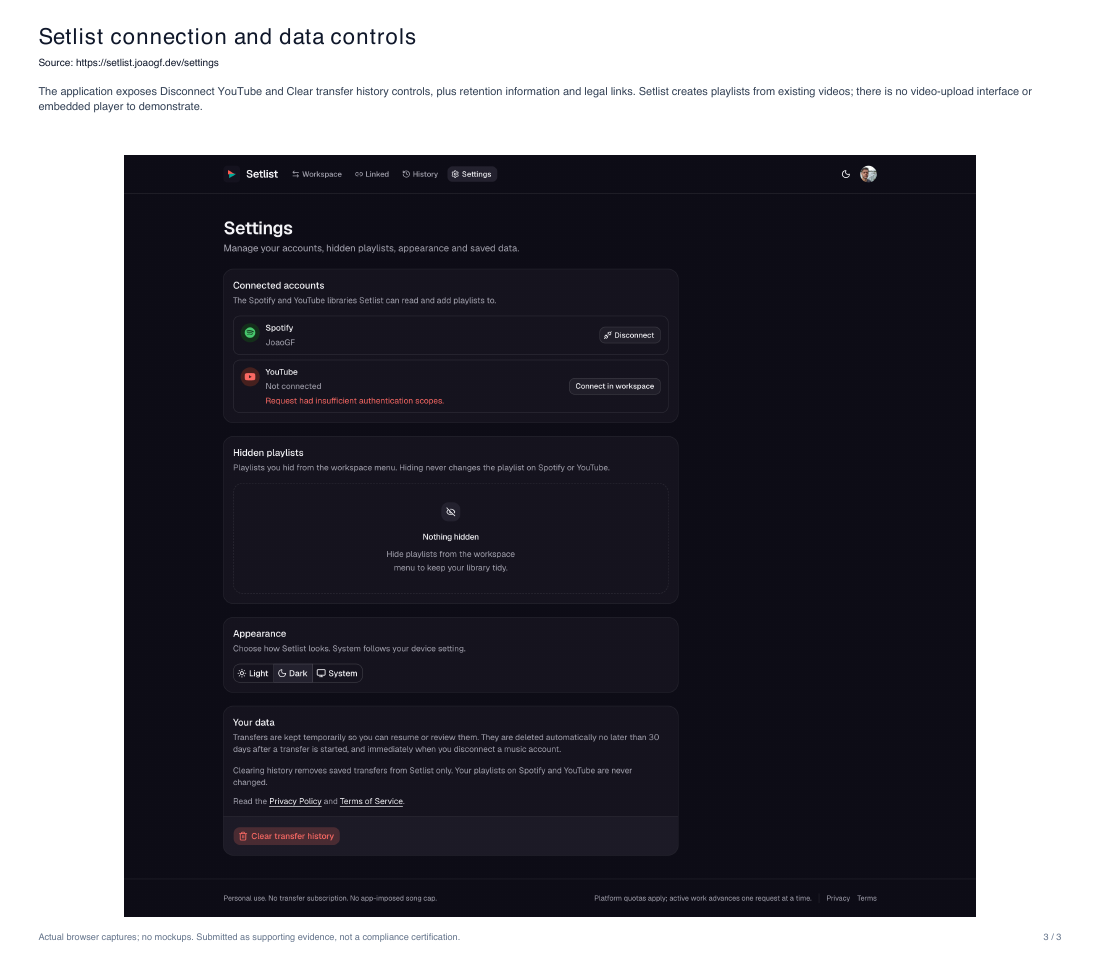 Setlist connection and data controls
Source: https://setlist.joaogf.dev/settings
The application exposes Disconnect YouTube and Clear transfer history controls, plus retention information and legal links. Setlist creates playlists from existing videos; there is no video-upload interface or
embedded player to demonstrate.
Setlist Workspace Linked History Settings
Settings
Manage your accounts, hidden playlists, appearance and saved data.
Connected accounts
The Spotify and YouTube libraries Setlist can read and add playlists to.
Spotify
JoaoGF
Disconnect
YouTube
Not connected
Request had insufficient authentication scopes.
Connect in workspace
Hidden playlists
Playlists you hid from the workspace menu. Hiding never changes the playlist on Spotify or YouTube.
Nothing hidden
Hide playlists from the workspace
menu to keep your library tidy.
Appearance
Choose how Setlist looks. System follows your device setting.
Light Dark System
Your data
Transfers are kept temporarily so you can resume or review them. They are deleted automatically no later than 30
days after a transfer is started, and immediately when you disconnect a music account.
Clearing history removes saved transfers from Setlist only. Your playlists on Spotify and YouTube are never
changed.
Read the Privacy Policy and Terms of Service.
Clear transfer history
Personal use. No transfer subscription. No app-imposed song cap.
Platform quotas apply; active work advances one request at a time. Privacy Terms
Actual browser captures; no mockups. Submitted as supporting evidence, not a compliance certification.
3 / 3